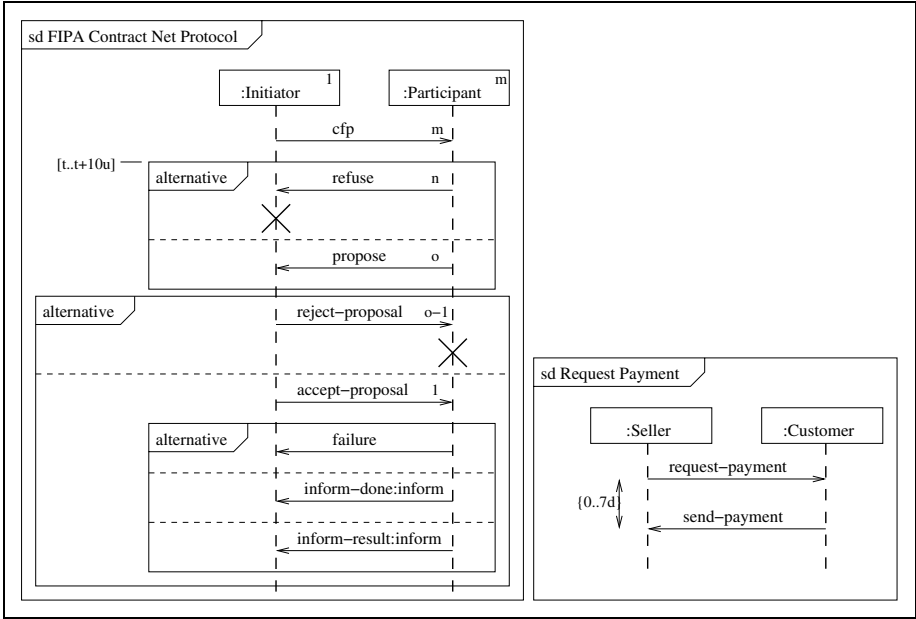 sd FIPA Contract Net Protocol
:Initiator 1
:Participant m
cfp m
[t..t+10u]
alternative
refuse n
propose o
alternative
reject−proposal o−1
accept−proposal 1
alternative
failure
inform−done:inform
inform−result:inform
sd Request Payment
:Seller
:Customer
request−payment
{0..7d}
send−payment